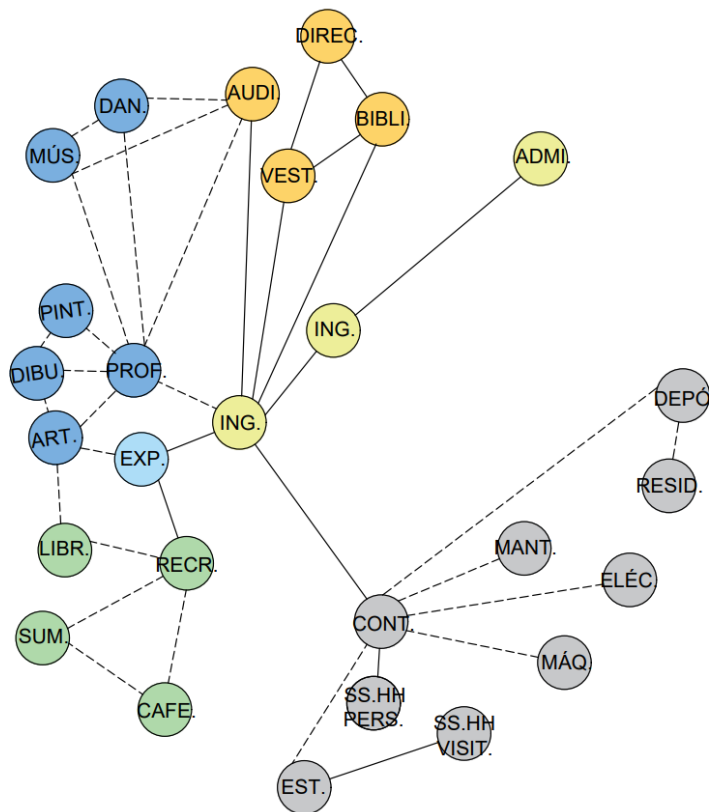 DIREC.
DAN.
AUDI.
BIBLI.
MÚS.
VEST.
ADMI.
PINT.
ING.
DIBU.
PROF.
DEPÓ
ING.
ART.
EXP.
RESID.
LIBR.
RECR.
MANT.
ELÉC.
SUM.
CONT.
MÁQ.
CAFE.
SS.HH
PERS.
SS.HH
VISIT.
EST.